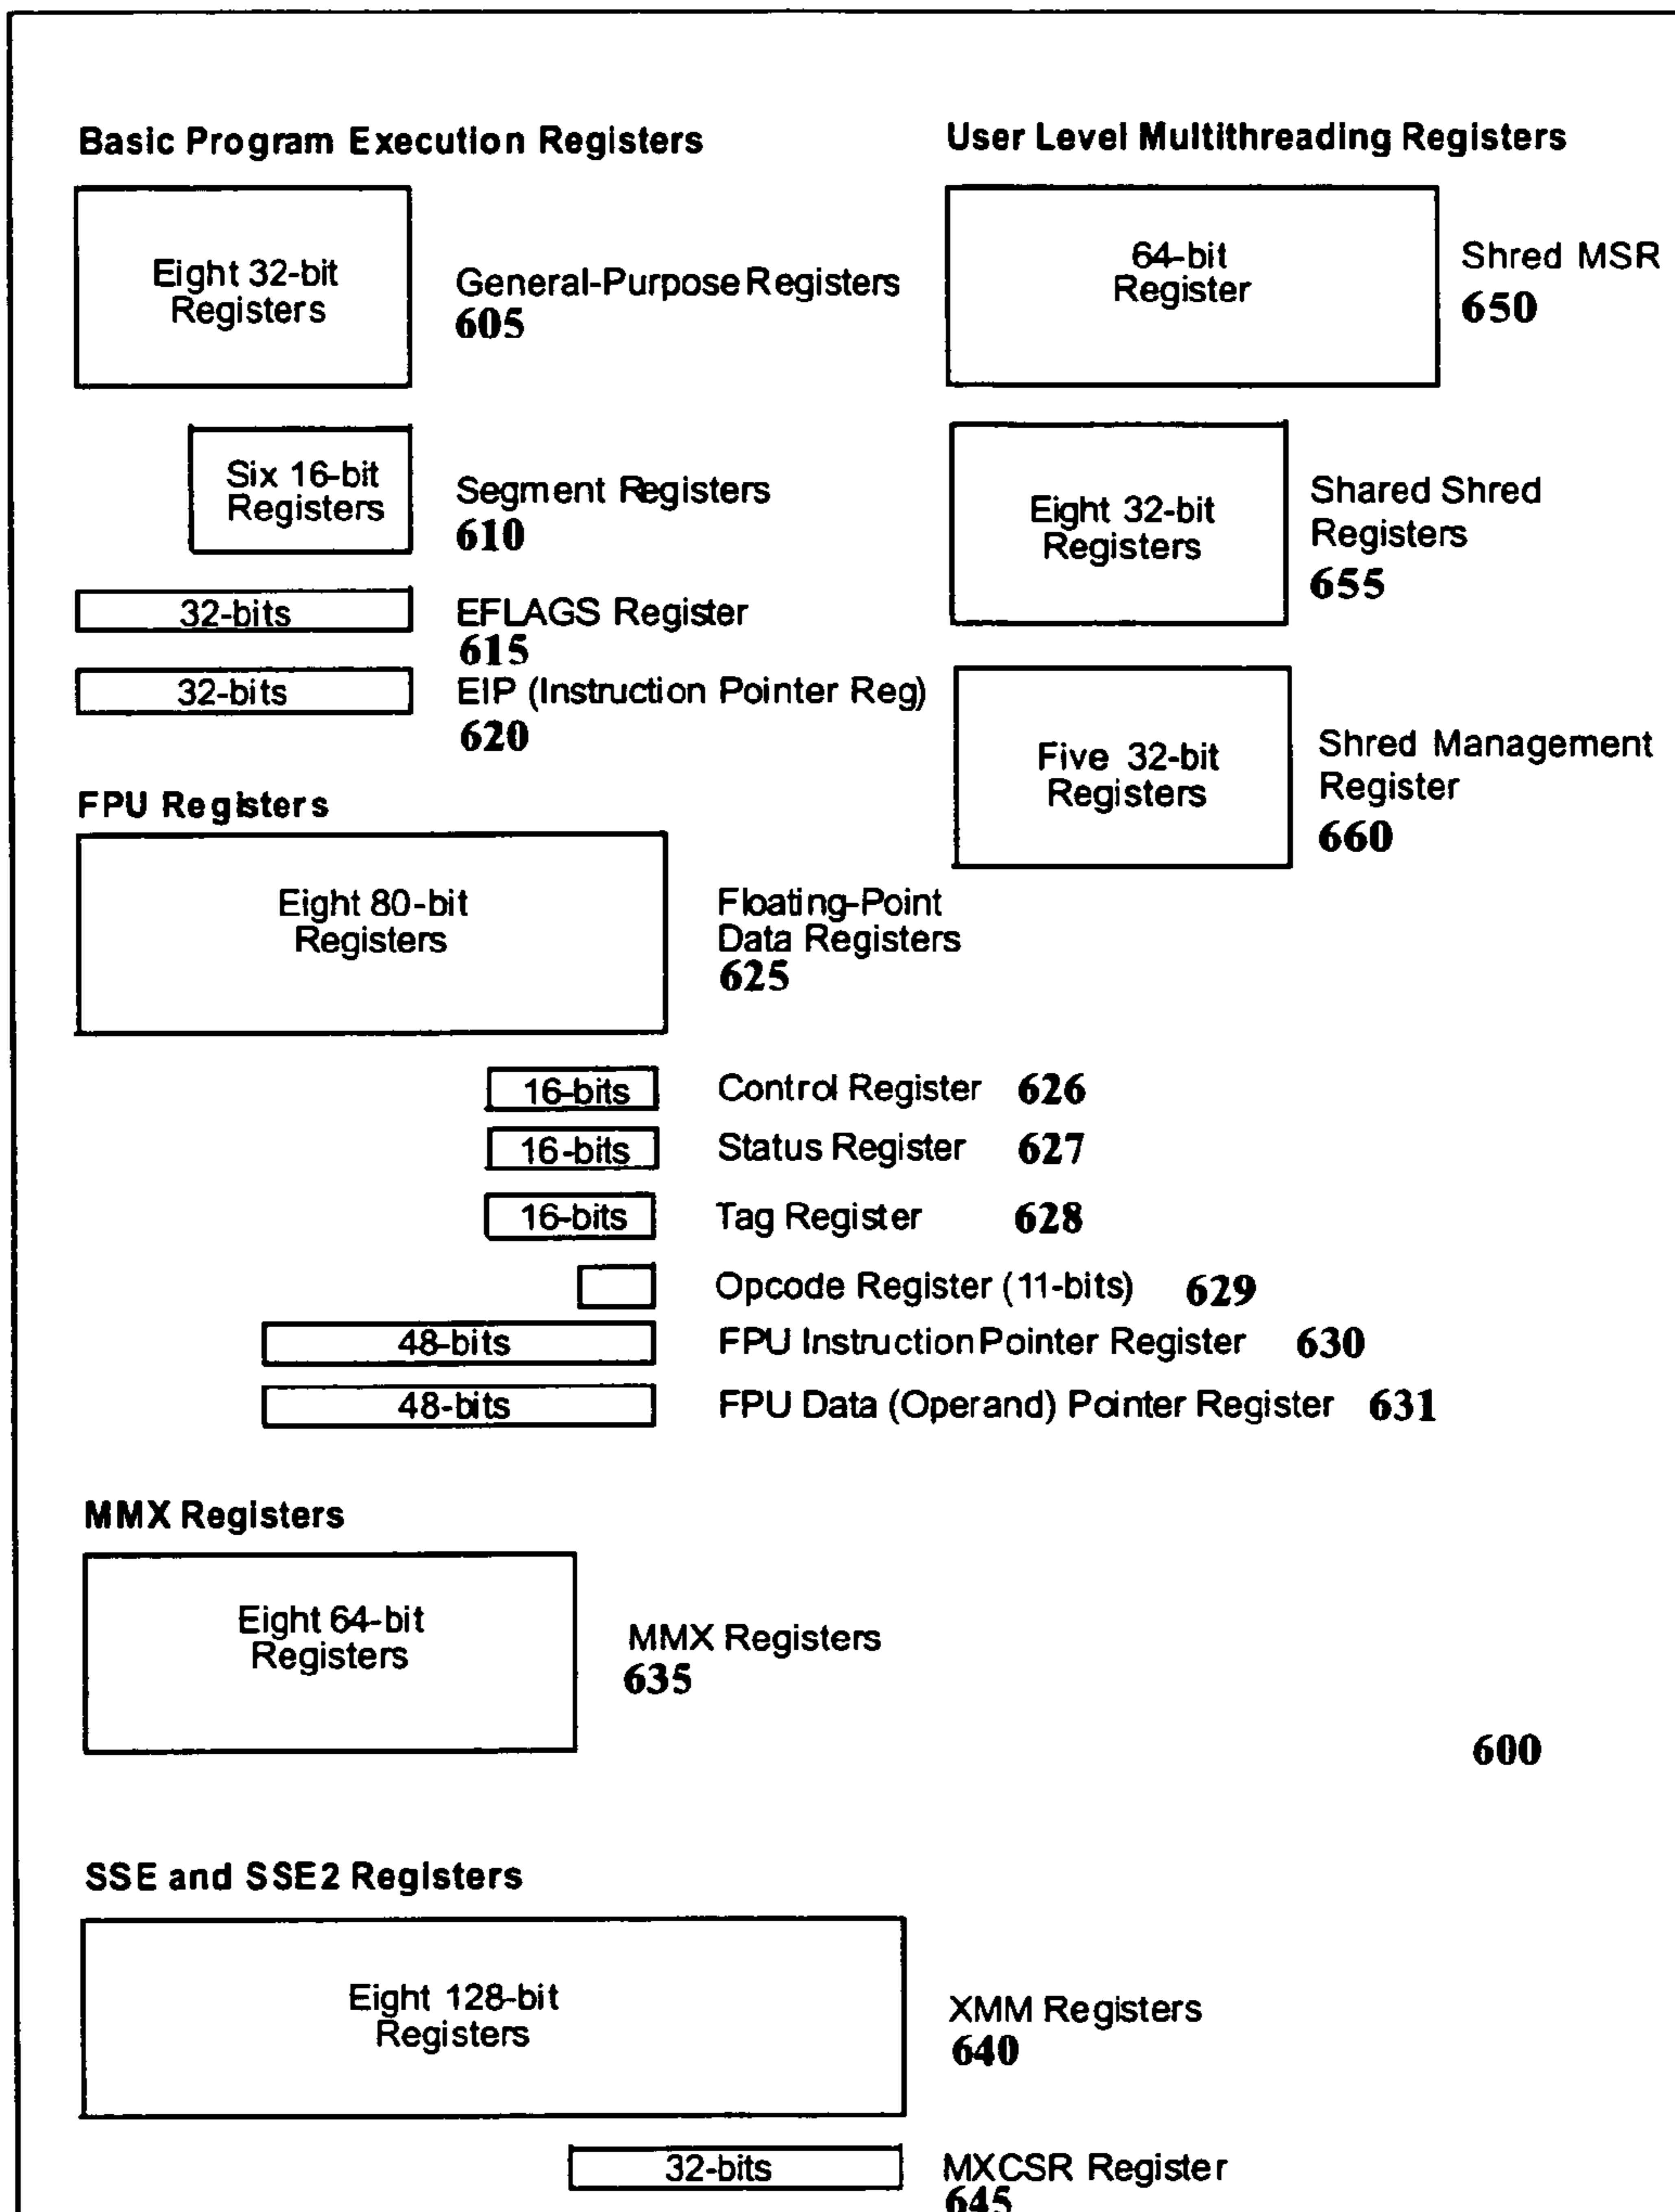 Basic Program Execution Registers
Eight 32-bit
Registers
General-Purpose Registers
605
Six 16-bit
Registers
Segment Registers
610
32-bits
EFLAGS Register
615
32-bits
EIP (Instruction Pointer Reg)
620
User Level Multithreading Registers
64-bit
Register
Shred MSR
650
Eight 32-bit
Registers
Shared Shred
Registers
655
Five 32-bit
Registers
Shred Management
Register
660
FPU Registers
Eight 80-bit
Registers
Floating-Point
Data Registers
625
16-bits Control Register 626
16-bits Status Register 627
16-bits Tag Register 628
Opcode Register (11-bits) 629
48-bits FPU Instruction Pointer Register 630
48-bits FPU Data (Operand) Pointer Register 631
MMX Registers
Eight 64-bit
Registers
MMX Registers
635
600
SSE and SSE2 Registers
Eight 128-bit
Registers
XMM Registers
640
32-bits MXCSR Register
645